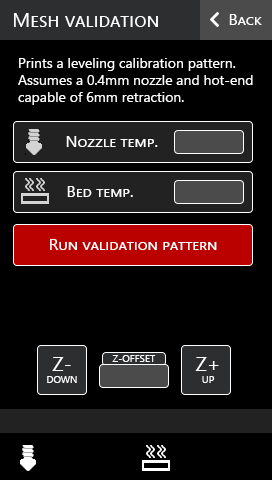 Mesh validation
Back
Prints a leveling calibration pattern.
Assumes a 0.4mm nozzle and hot-end
capable of 6mm retraction.
Nozzle temp.
Bed temp.
Run validation pattern
Z-
DOWN
Z-OFFSET
Z+
UP